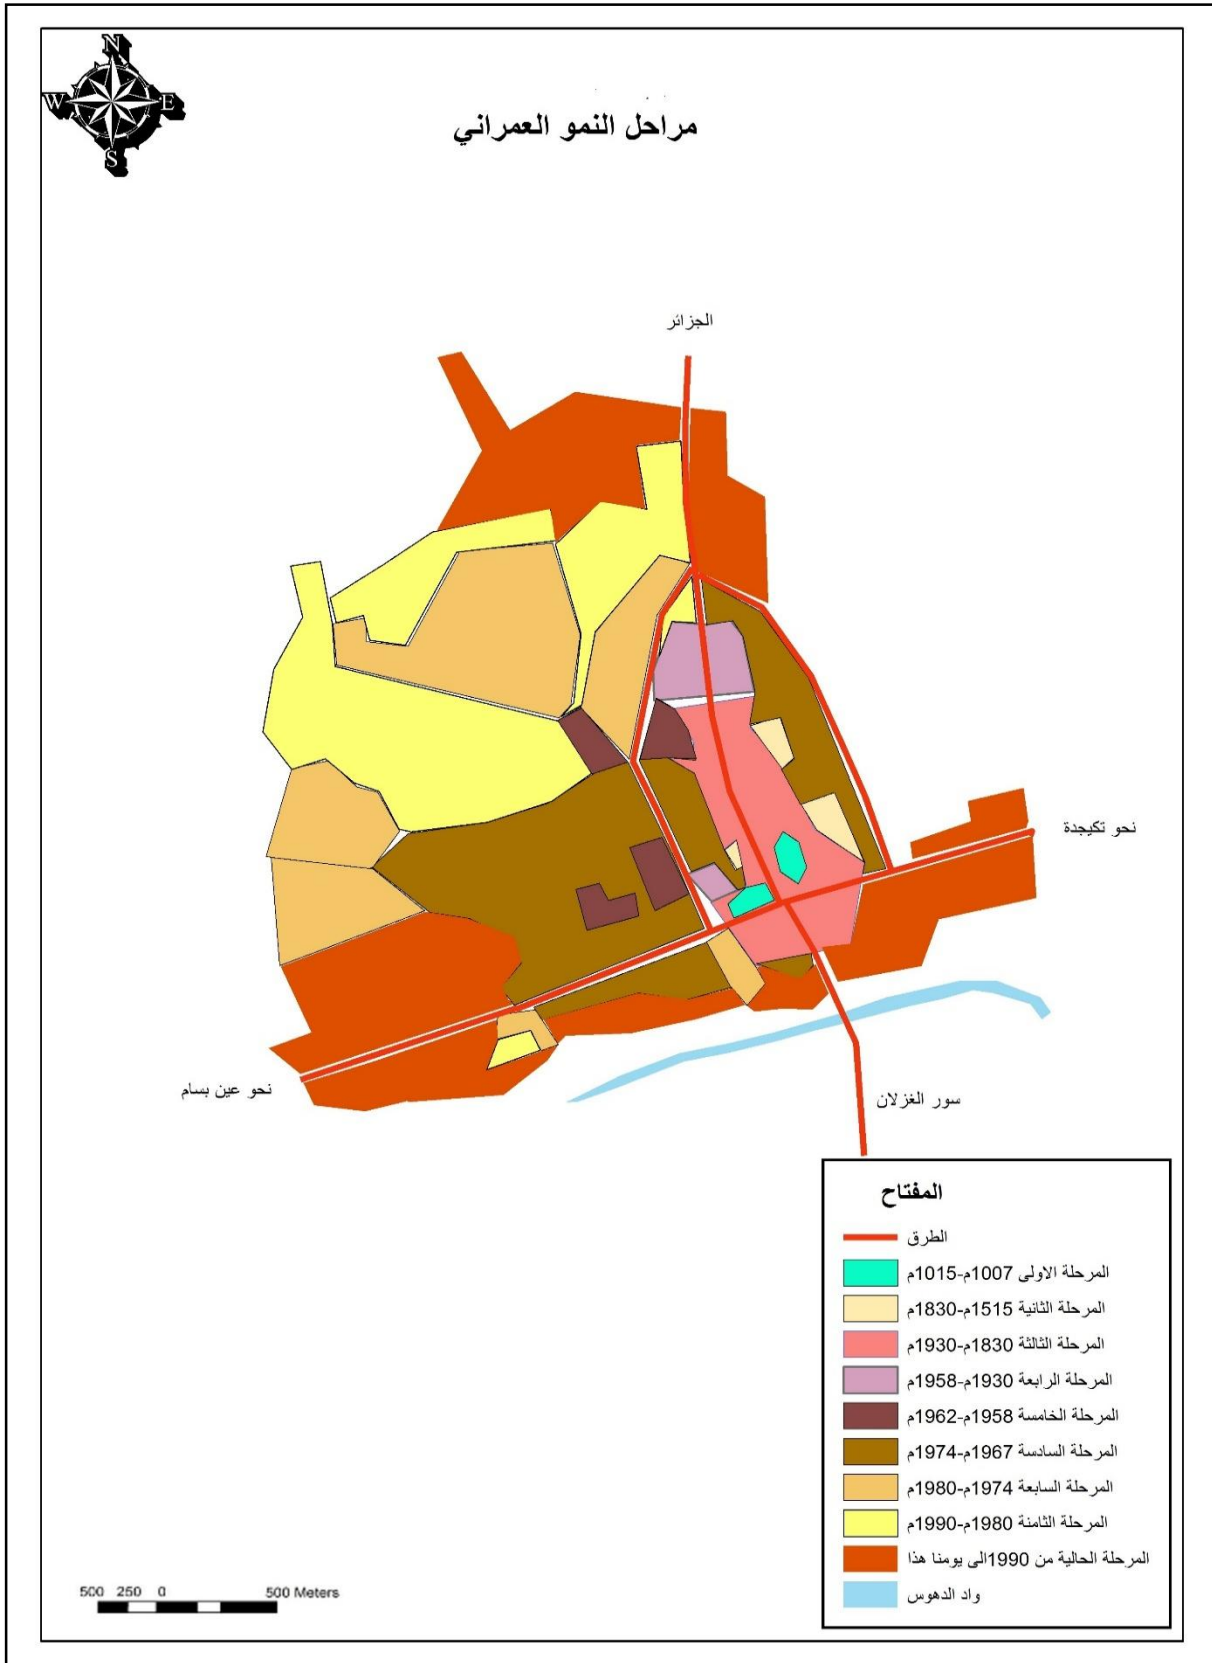 N
W E
S
مراحل النمو العمراني
الجزائر
نحو تكيجدة
نحو عين بسام
سور الغزلان
المفتاح
الطرق
المرحلة الاولى 1007م-1015م
المرحلة الثانية 1515م-1830م
المرحلة الثالثة 1830م-1930م
المرحلة الرابعة 1930م-1958م
المرحلة الخامسة 1958م-1962م
المرحلة السادسة 1967م-1974م
المرحلة السابعة 1974م-1980م
المرحلة الثامنة 1980م-1990م
المرحلة الحالية من 1990الى يومنا هذا
واد الدهوس
500 250 0 500 Meters